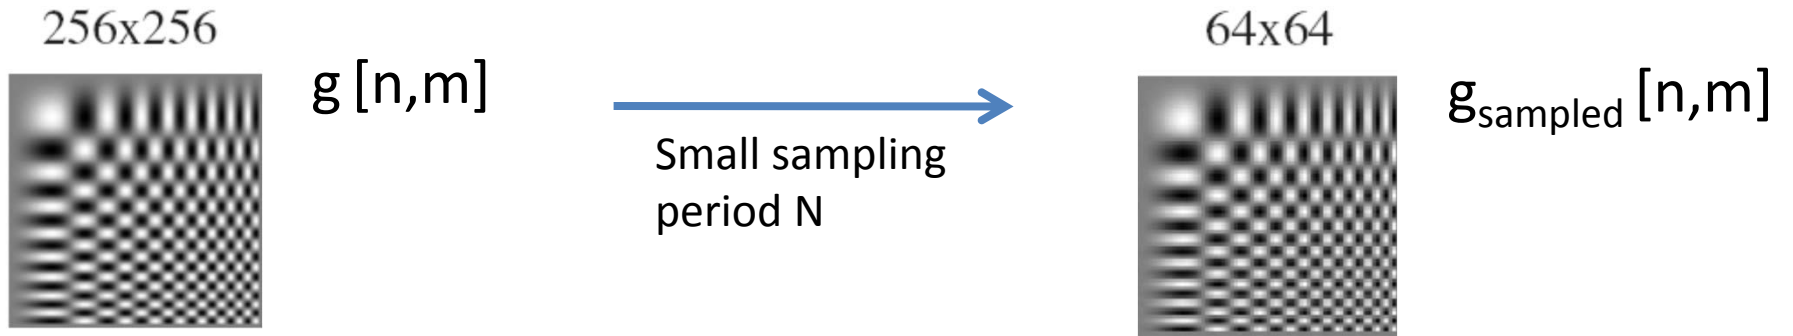 256x256
g [n,m]
Small sampling
period N
64x64
gsampled [n,m]